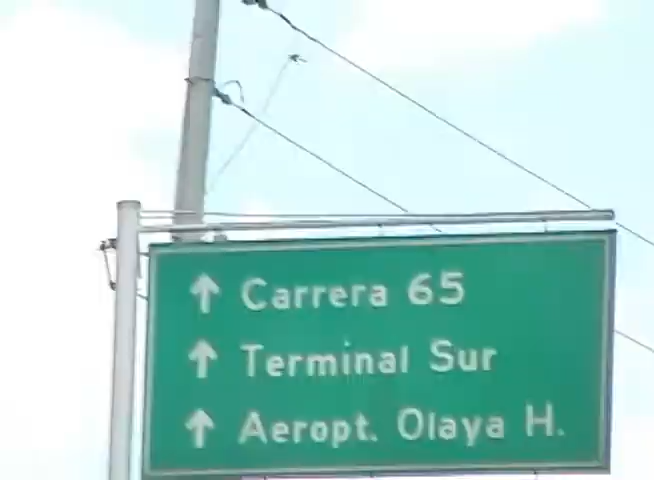 ↑ Carrera 65
↑ Terminal Sur
↑ Aeropt. Olaya H.